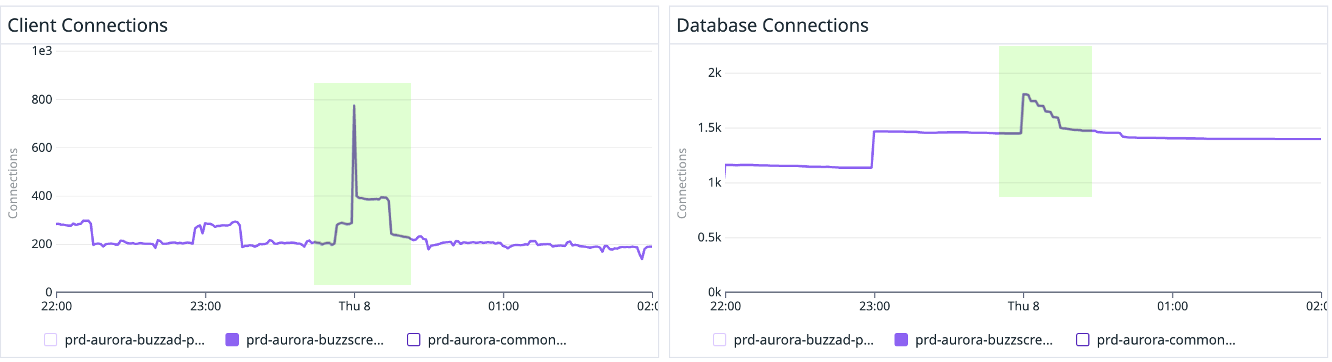 Client Connections
1e3
800
600
400
200
0
Connections
22:00 23:00 Thu 8 01:00 02:0
prd-aurora-buzzad-p... prd-aurora-buzzscre... prd-aurora-common...
Database Connections
2k
1.5k
1k
0.5k
0k
Connections
22:00 23:00 Thu 8 01:00 02:0
prd-aurora-buzzad-p... prd-aurora-buzzscre... prd-aurora-common...